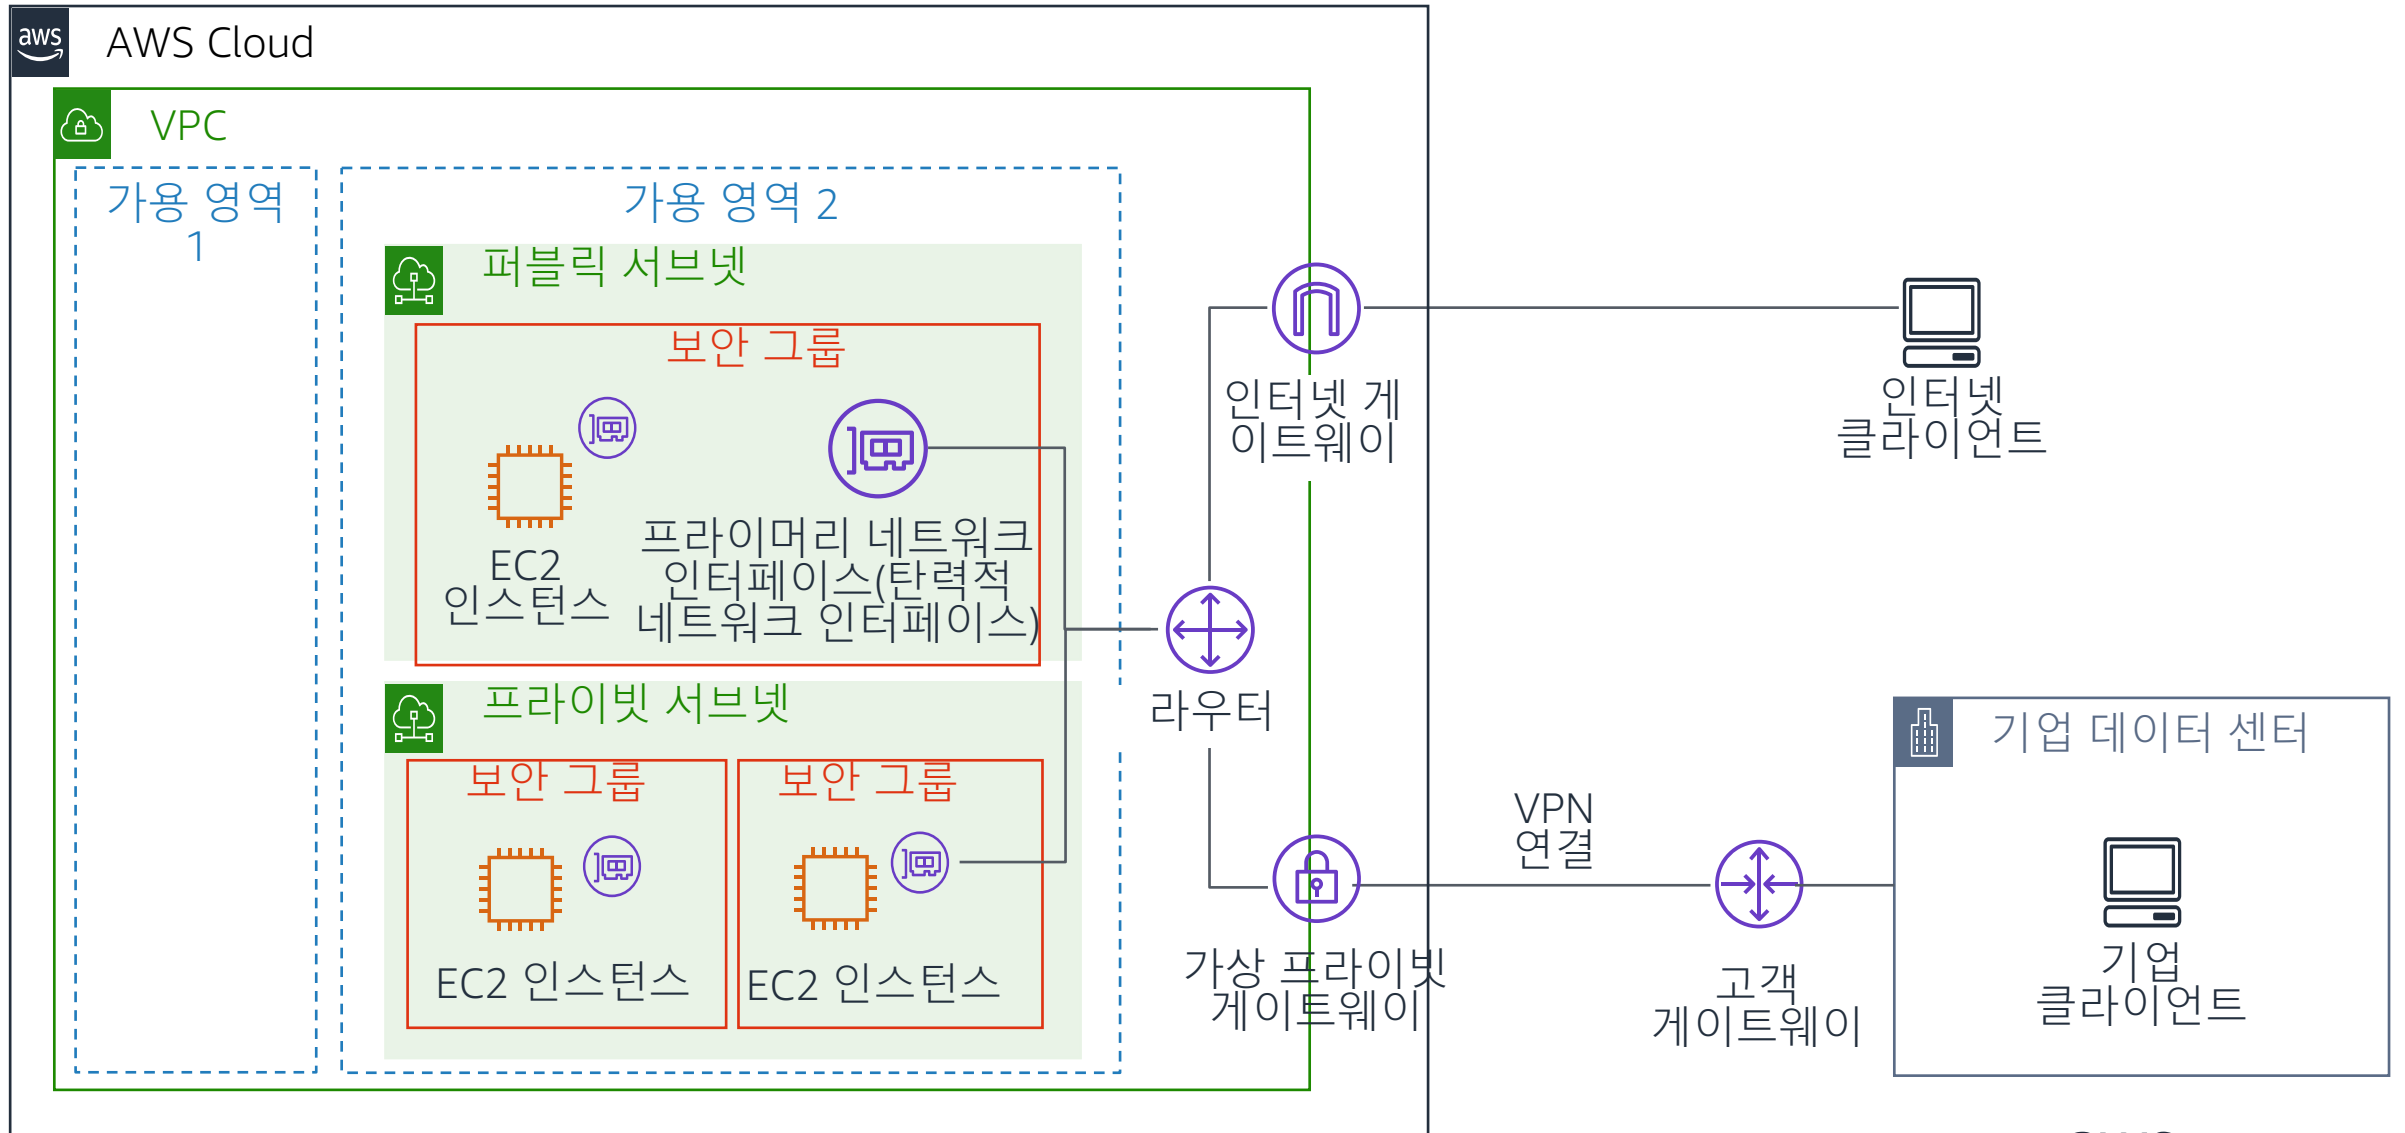 aws
AWS Cloud
VPC
가용 영역
1
가용 영역 2
퍼블릭 서브넷
보안 그룹
EC2
인스턴스
프라이머리 네트워크
인터페이스(탄력적
네트워크 인터페이스)
프라이빗 서브넷
보안 그룹
EC2 인스턴스
보안 그룹
EC2 인스턴스
라우터
인터넷 게
이트웨이
인터넷
클라이언트
가상 프라이빗
게이트웨이
VPN
연결
고객
게이트웨이
기업 데이터 센터
기업
클라이언트